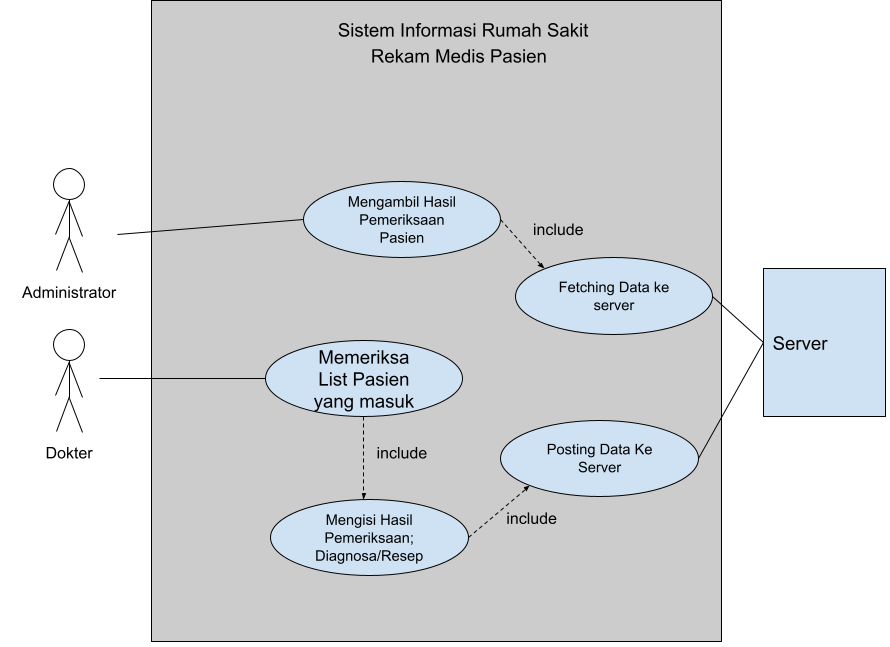 Sistem Informasi Rumah Sakit
Rekam Medis Pasien
Mengambil Hasil
Pemeriksaan
Pasien
include
Fetching Data ke
server
Administrator
Server
Memeriksa
List Pasien
yang masuk
Dokter
include
Posting Data Ke
Server
Mengisi Hasil
Pemeriksaan;
Diagnosa/Resep
include